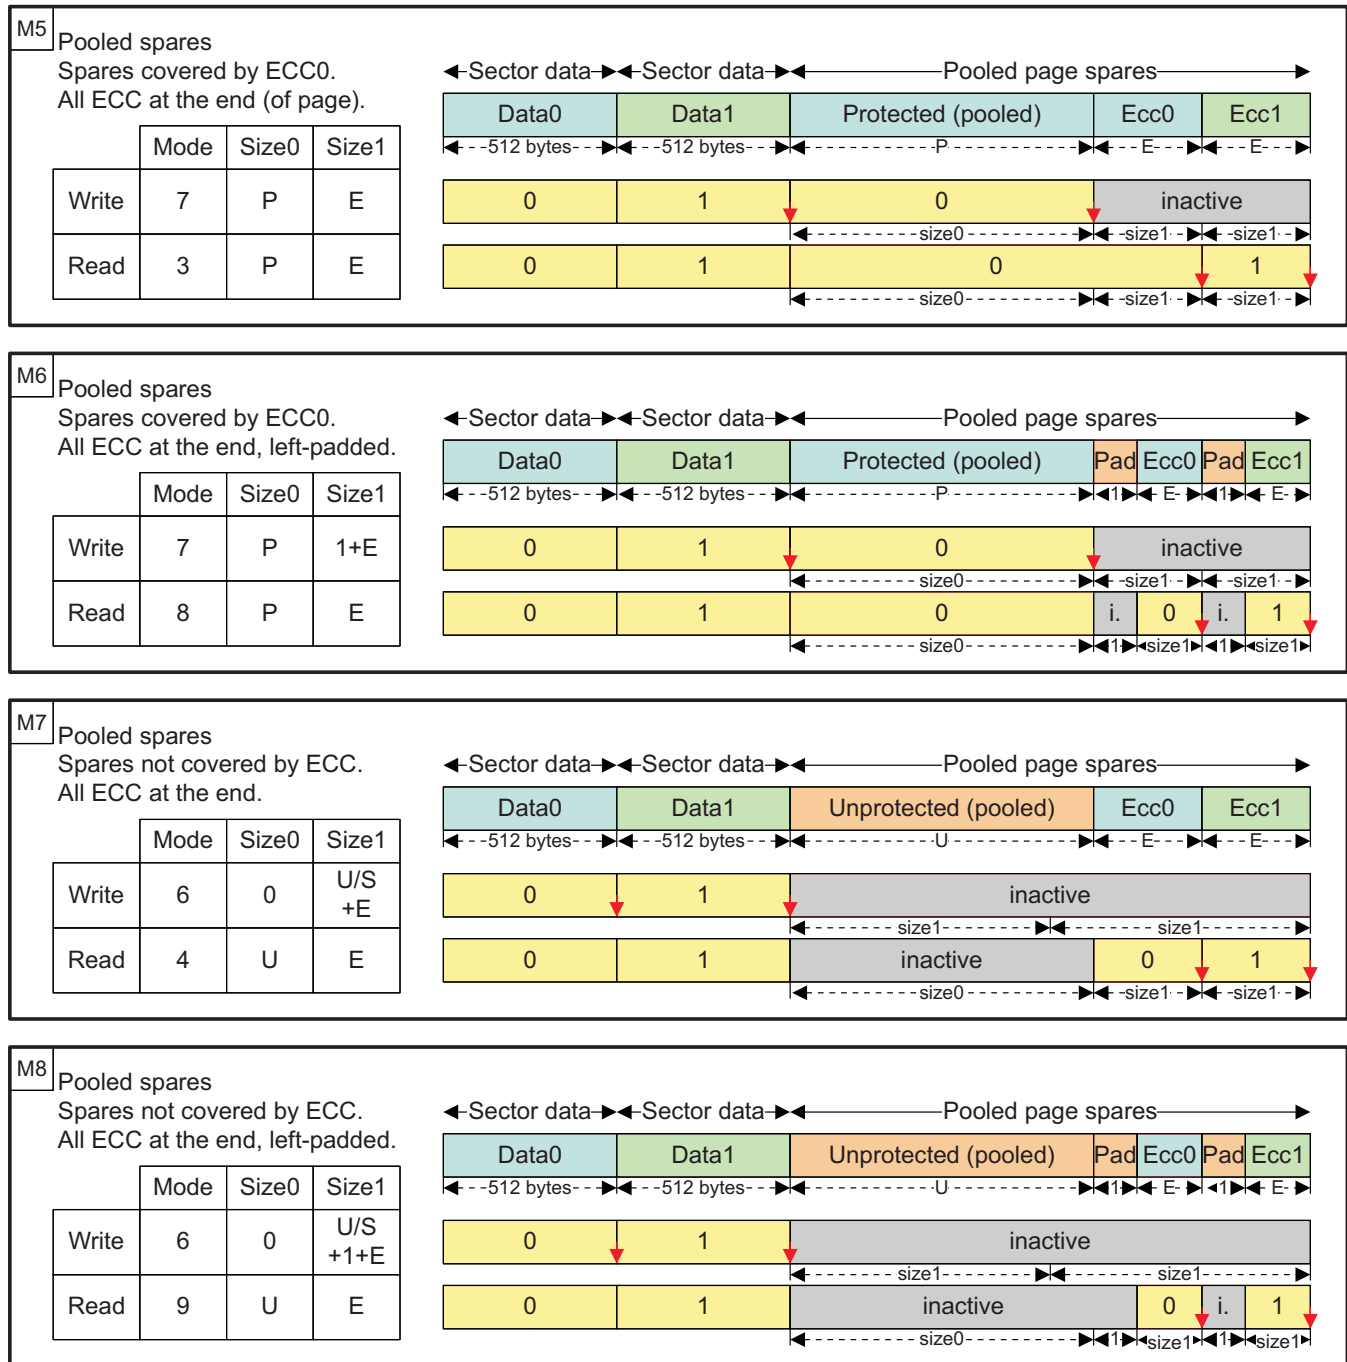 M5
Pooled spares
Spares covered by ECC0.
All ECC at the end (of page).
Mode Size0 Size1
Write 7 P E
Read 3 P E
Sector data Sector data Pooled page spares
Data0 Data1 Protected (pooled) Ecc0 Ecc1
512 bytes 512 bytes P E E
0 1 0 inactive
size0 size1 size1
0 1 0 1
size0 size1 size1
M6
Pooled spares
Spares covered by ECC0.
All ECC at the end, left-padded.
Mode Size0 Size1
Write 7 P 1+E
Read 8 P E
Sector data Sector data Pooled page spares
Data0 Data1 Protected (pooled) Pad Ecc0 Pad Ecc1
512 bytes 512 bytes P 1 E 1 E
0 1 0 inactive
size0 size1 size1
0 1 0 i. 0 i. 1
size0 1 size1 1 size1
M7
Pooled spares
Spares not covered by ECC.
All ECC at the end.
Mode Size0 Size1
Write 6 0 U/S
+E
Read 4 U E
Sector data Sector data Pooled page spares
Data0 Data1 Unprotected (pooled) Ecc0 Ecc1
512 bytes 512 bytes U E E
0 1 inactive
size1 size1
0 1 inactive 0 1
size0 size1 size1
M8
Pooled spares
Spares not covered by ECC.
All ECC at the end, left-padded.
Mode Size0 Size1
Write 6 0 U/S
+1+E
Read 9 U E
Sector data Sector data Pooled page spares
Data0 Data1 Unprotected (pooled) Pad Ecc0 Pad Ecc1
512 bytes 512 bytes U 1 E 1 E
0 1 inactive
size1 size1
0 1 inactive 0 i. 1
size0 1 size1 1 size1